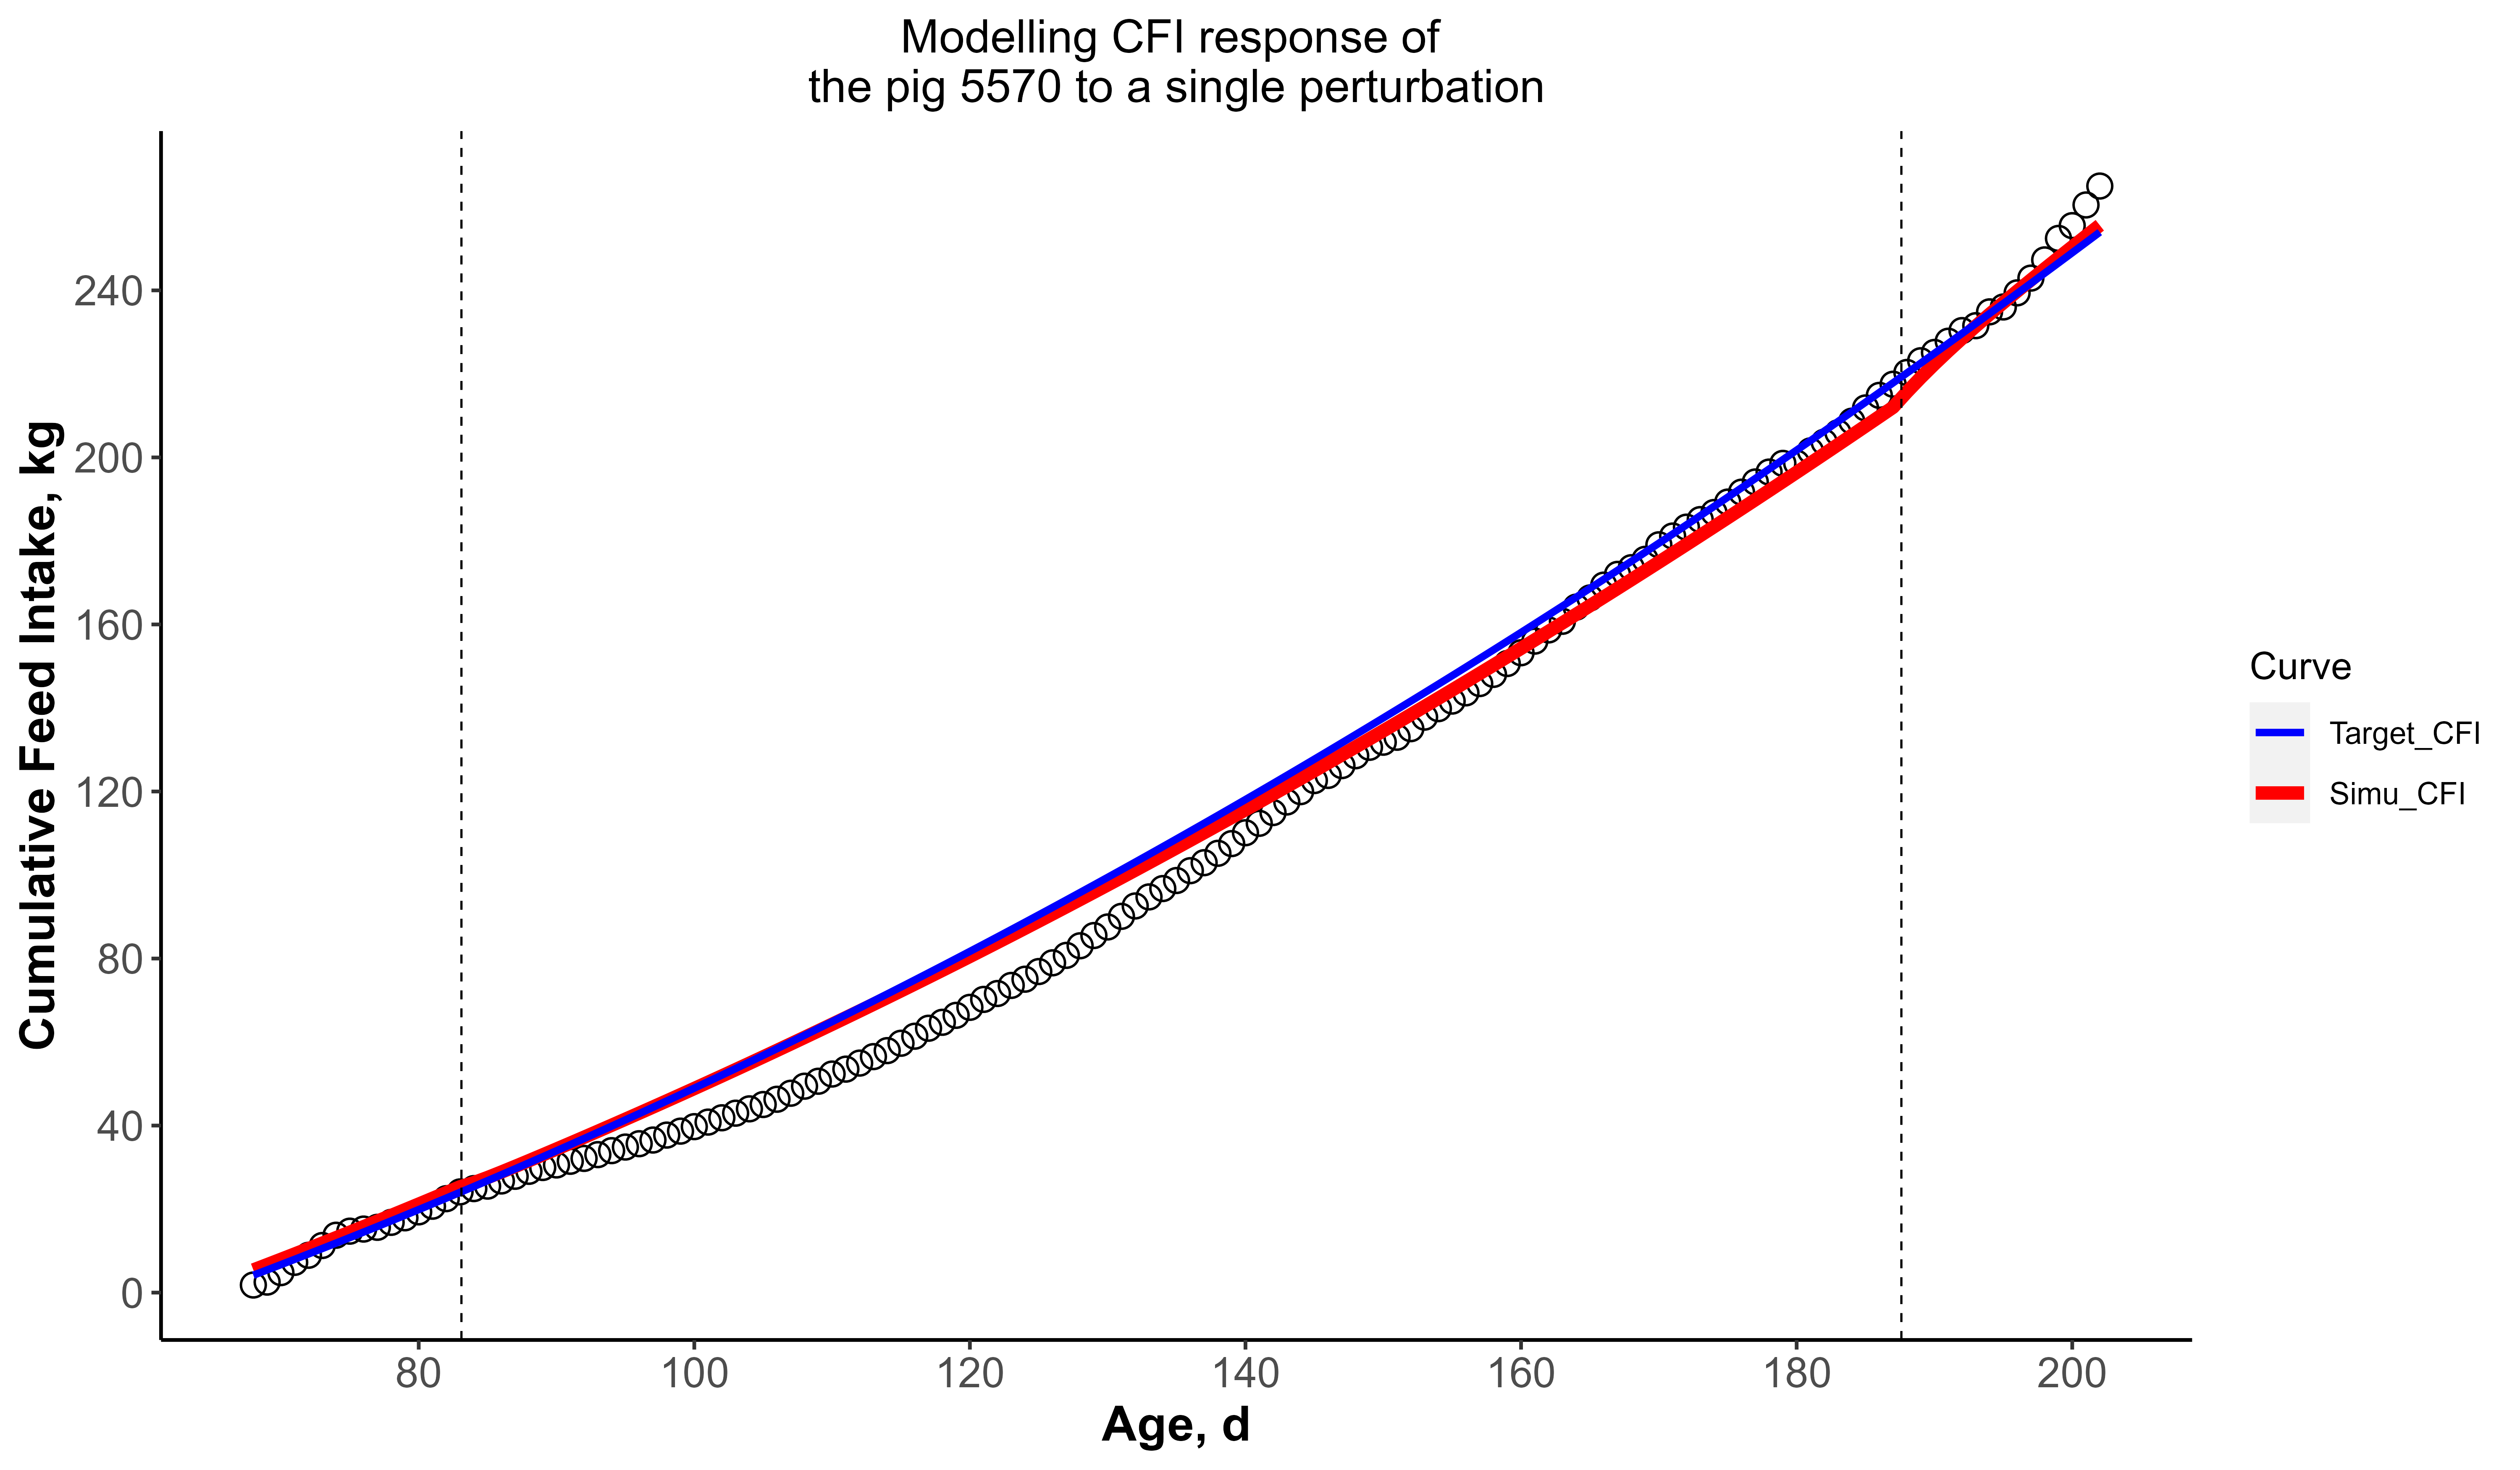 Modelling CFI response of
the pig 5570 to a single perturbation
Cumulative Feed Intake, kg
240
200
160
120
80
40
0
80 100 120 140 160 180 200
Age, d
Curve
Target_CFI
Simu_CFI